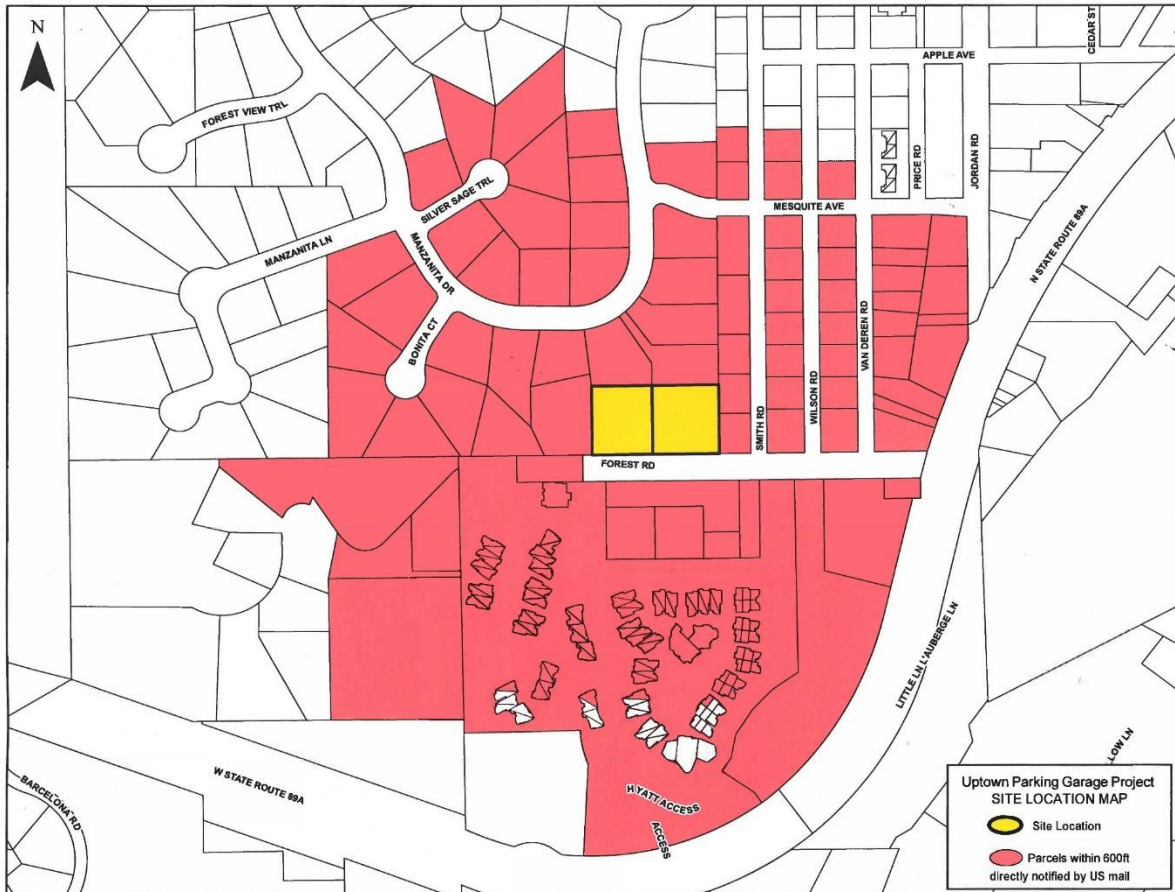 N
CEDAR ST
APPLE AVE
FOREST VIEW TRL
PRICE RD
JORDAN RD
SILVER SAGE TRL
MESQUITE AVE
N STATE ROUTE 89A
MANZANITA LN
MANZANITA DR
BONITA CT
VAN DEREN RD
WILSON RD
SMITH RD
FOREST RD
LITTLE LN L'AUBERGE LN
W STATE ROUTE 89A
BARCELONA RD
HYATT ACCESS
ACCESS
LOW LN
Uptown Parking Garage Project
SITE LOCATION MAP
Site Location
Parcels within 600ft
directly notified by US mail